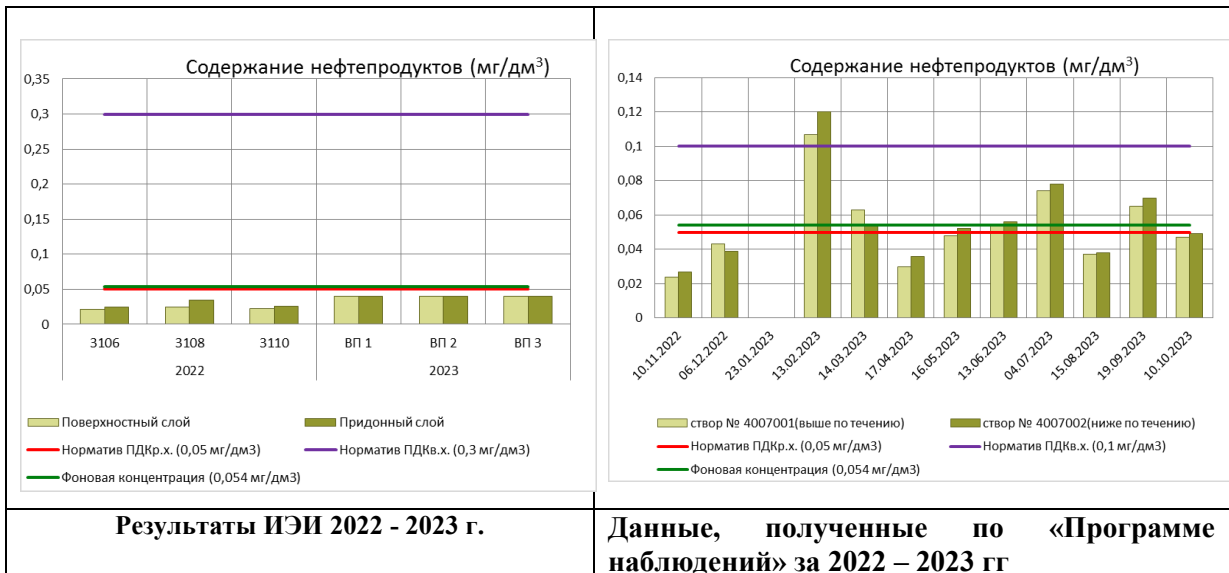 Содержание нефтепродуктов (мг/дм³)
0,35
0,3
0,25
0,2
0,15
0,1
0,05
0
3106 3108 3110 ВП 1 ВП 2 ВП 3
2022 2023
Поверхностный слой Придонный слой
Норматив ПДКр.х. (0,05 мг/дм3) Норматив ПДКв.х. (0,3 мг/дм3)
Фоновая концентрация (0,054 мг/дм3)
Содержание нефтепродуктов (мг/дм³)
0,14
0,12
0,1
0,08
0,06
0,04
0,02
0
10.11.2022 06.12.2022 23.01.2023 13.02.2023 14.03.2023 17.04.2023 16.05.2023 13.06.2023 04.07.2023 15.08.2023 19.09.2023 10.10.2023
створ № 4007001(выше по течению) створ № 4007002(ниже по течению)
Норматив ПДКр.х. (0,05 мг/дм3) Норматив ПДКв.х. (0,1 мг/дм3)
Фоновая концентрация (0,054 мг/дм3)
Результаты ИЭИ 2022 - 2023 г.
Данные, полученные по «Программе
наблюдений» за 2022 – 2023 гг